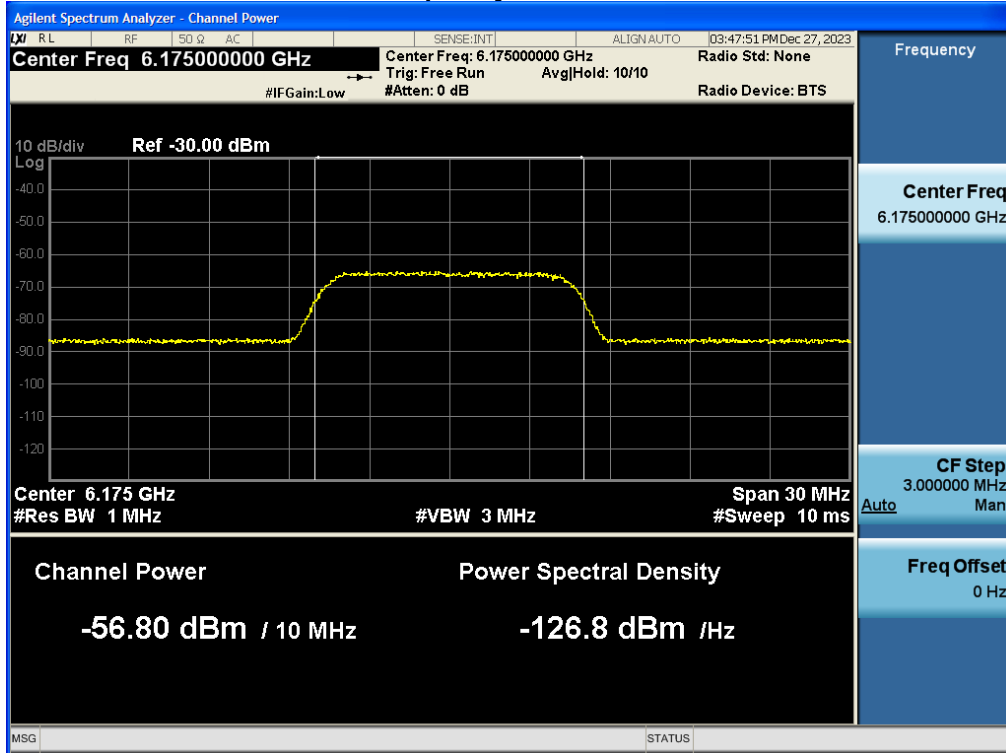 Agilent Spectrum Analyzer - Channel Power
LXI RL RF 50 Ω AC SENSE:INT ALIGN AUTO 03:47:51 PM Dec 27, 2023
Center Freq 6.175000000 GHz
Center Freq: 6.175000000 GHz
Radio Std: None
Trig: Free Run Avg|Hold: 10/10
#IFGain:Low
#Atten: 0 dB
Radio Device: BTS
10 dB/div Ref -30.00 dBm
Log
-40.0
-50.0
-60.0
-70.0
-80.0
-90.0
-100
-110
-120
Center 6.175 GHz
Span 30 MHz
#Res BW 1 MHz
#VBW 3 MHz
#Sweep 10 ms
Channel Power
Power Spectral Density
-56.80 dBm / 10 MHz
-126.8 dBm /Hz
Frequency
Center Freq
6.175000000 GHz
CF Step
3.000000 MHz
Auto Man
Freq Offset
0 Hz
MSG
STATUS